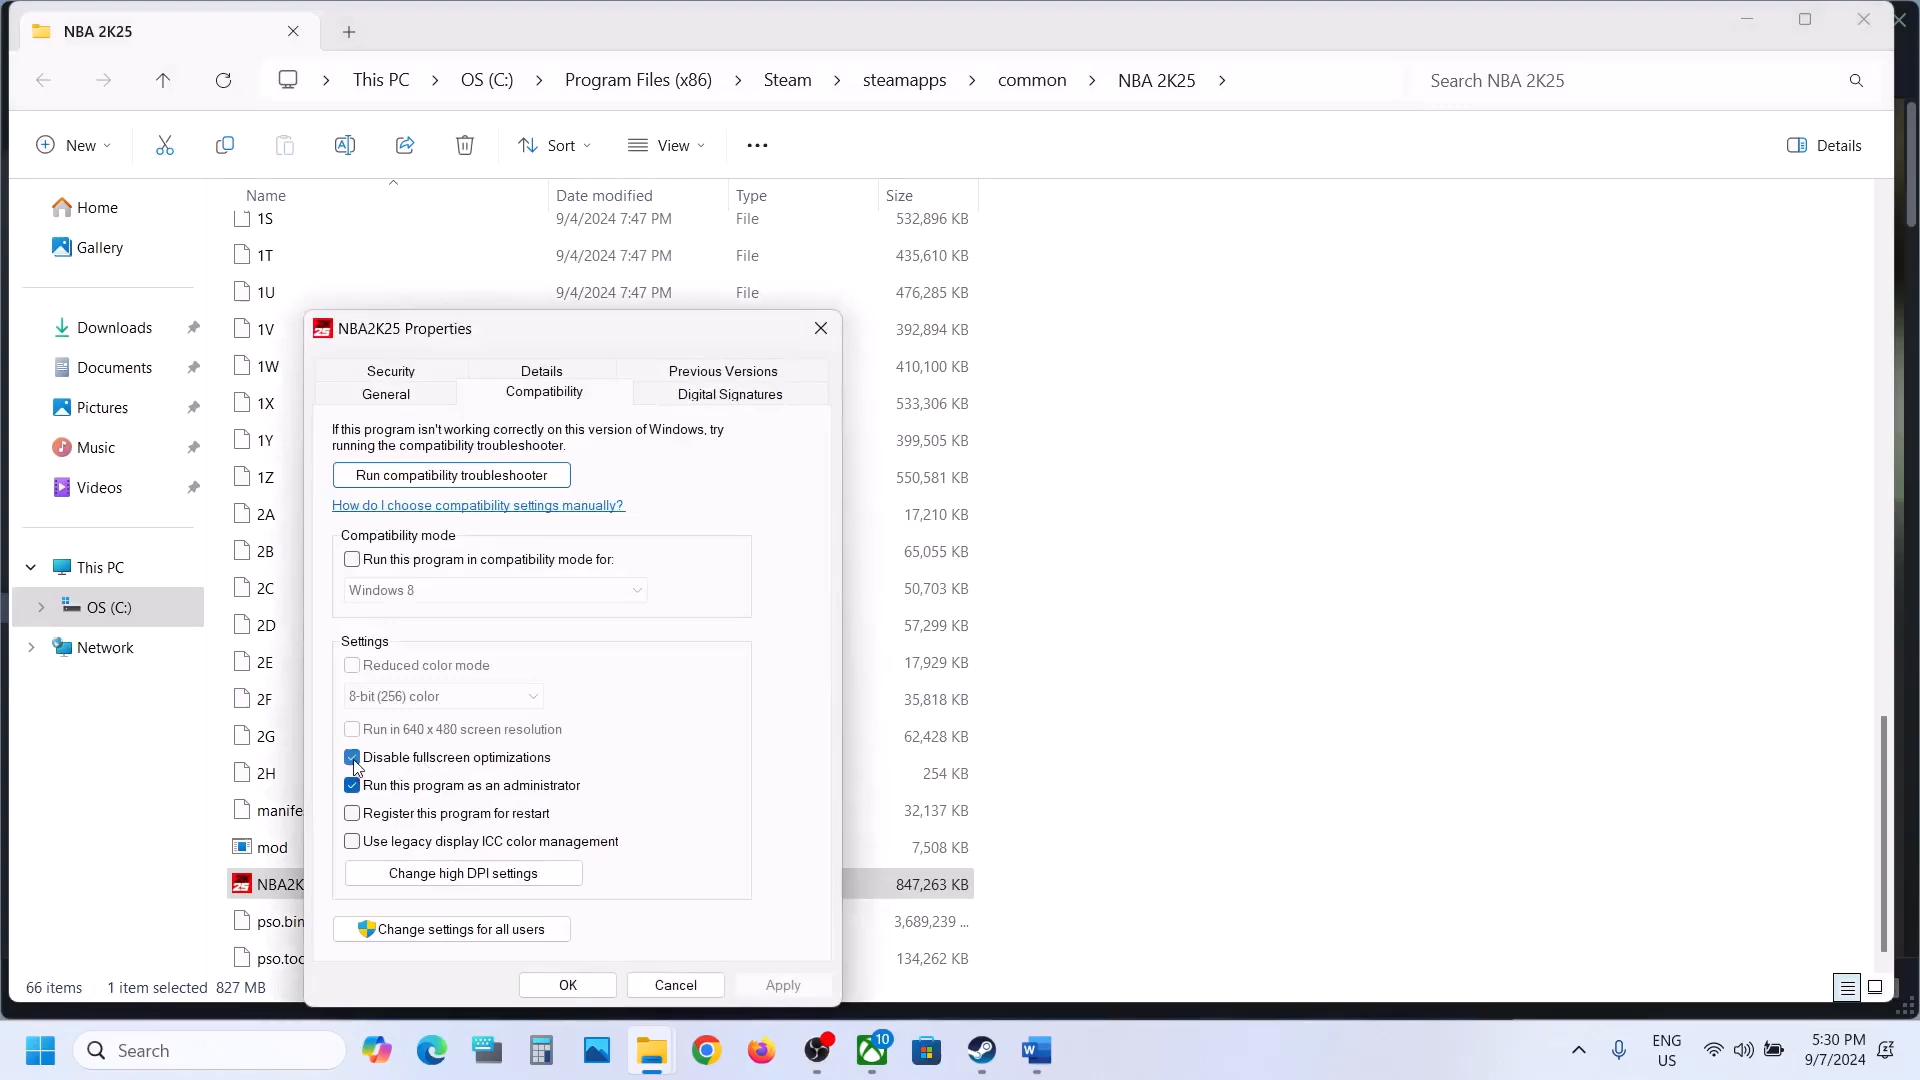 NBA 2K25
This PC
OS (C:)
Program Files (x86)
Steam
steamapps
common
NBA 2K25
Search NBA 2K25
New
Sort
View
Details
Home
Gallery
Downloads
Documents
Pictures
Music
Videos
This PC
OS (C:)
Network
Name Date modified Type Size
1S 9/4/2024 7:47 PM File 532,896 KB
1T 9/4/2024 7:47 PM File 435,610 KB
1U 9/4/2024 7:47 PM File 476,285 KB
1V 392,894 KB
1W 410,100 KB
1X 533,306 KB
1Y 399,505 KB
1Z 550,581 KB
2A 17,210 KB
2B 65,055 KB
2C 50,703 KB
2D 57,299 KB
2E 17,929 KB
2F 35,818 KB
2G 62,428 KB
2H 254 KB
manife 32,137 KB
mod 7,508 KB
NBA2K 847,263 KB
pso.bin 3,689,239 ...
pso.toc 134,262 KB
NBA2K25 Properties
Security Details Previous Versions
General Compatibility Digital Signatures
If this program isn't working correctly on this version of Windows, try
running the compatibility troubleshooter.
Run compatibility troubleshooter
How do I choose compatibility settings manually?
Compatibility mode
Run this program in compatibility mode for:
Windows 8
Settings
Reduced color mode
8-bit (256) color
Run in 640 x 480 screen resolution
Disable fullscreen optimizations
Run this program as an administrator
Register this program for restart
Use legacy display ICC color management
Change high DPI settings
Change settings for all users
OK Cancel Apply
66 items 1 item selected 827 MB
Search
25
25
10
ENG
US
5:30 PM
9/7/2024